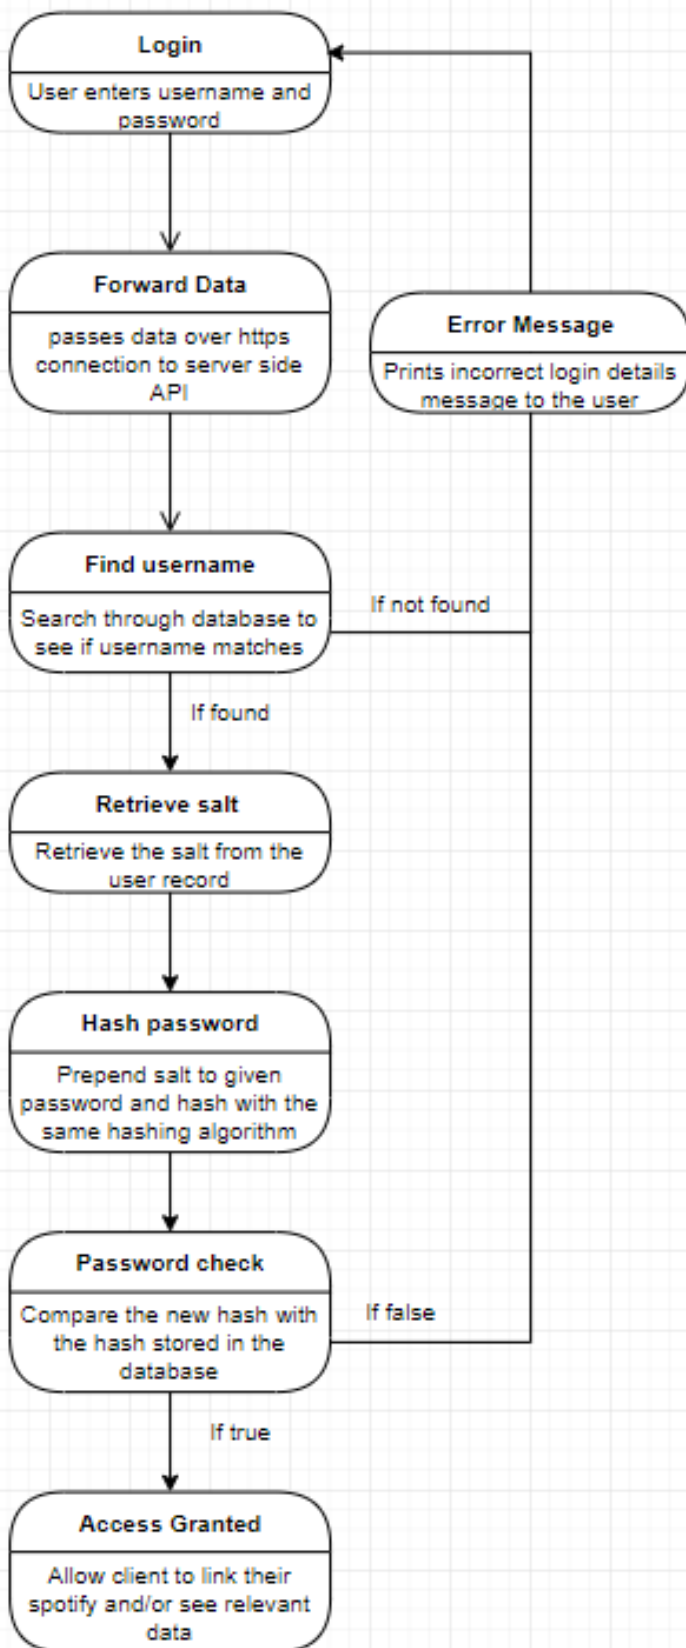 Login
User enters username and
password
Forward Data
passes data over https
connection to server side
API
Error Message
Prints incorrect login details
message to the user
Find username
Search through database to
see if username matches
If not found
If found
Retrieve salt
Retrieve the salt from the
user record
Hash password
Prepend salt to given
password and hash with the
same hashing algorithm
Password check
Compare the new hash with
the hash stored in the
database
If false
If true
Access Granted
Allow client to link their
spotify and/or see relevant
data